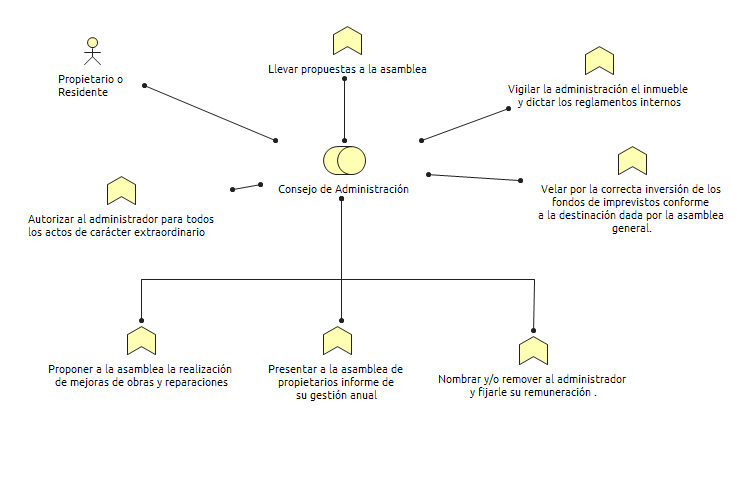 Propietario o
Residente
Llevar propuestas a la asamblea
Vigilar la administración el inmueble
y dictar los reglamentos internos
Consejo de Administración
Autorizar al administrador para todos
los actos de carácter extraordinario
Velar por la correcta inversión de los
fondos de imprevistos conforme
a la destinación dada por la asamblea
general.
Proponer a la asamblea la realización
de mejoras de obras y reparaciones
Presentar a la asamblea de
propietarios informe de
su gestión anual
Nombrar y/o remover al administrador
y fijarle su remuneración .